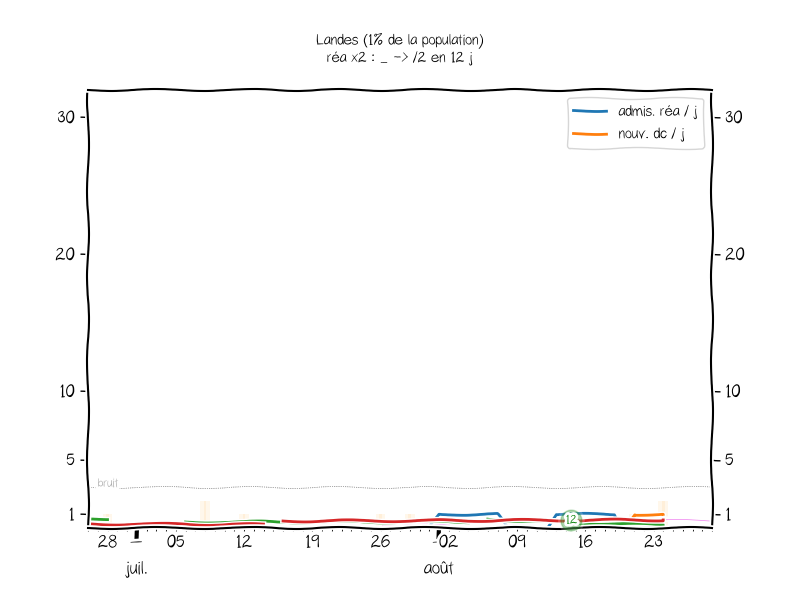 Landes (1% de la population)
réa x2 : _ -> /2 en 12 j
admis. réa / j
nouv. dc / j
30
30
20
20
10
10
5
5
bruit
1
1
12
28
05
12
19
26
02
09
16
23
juil.
août